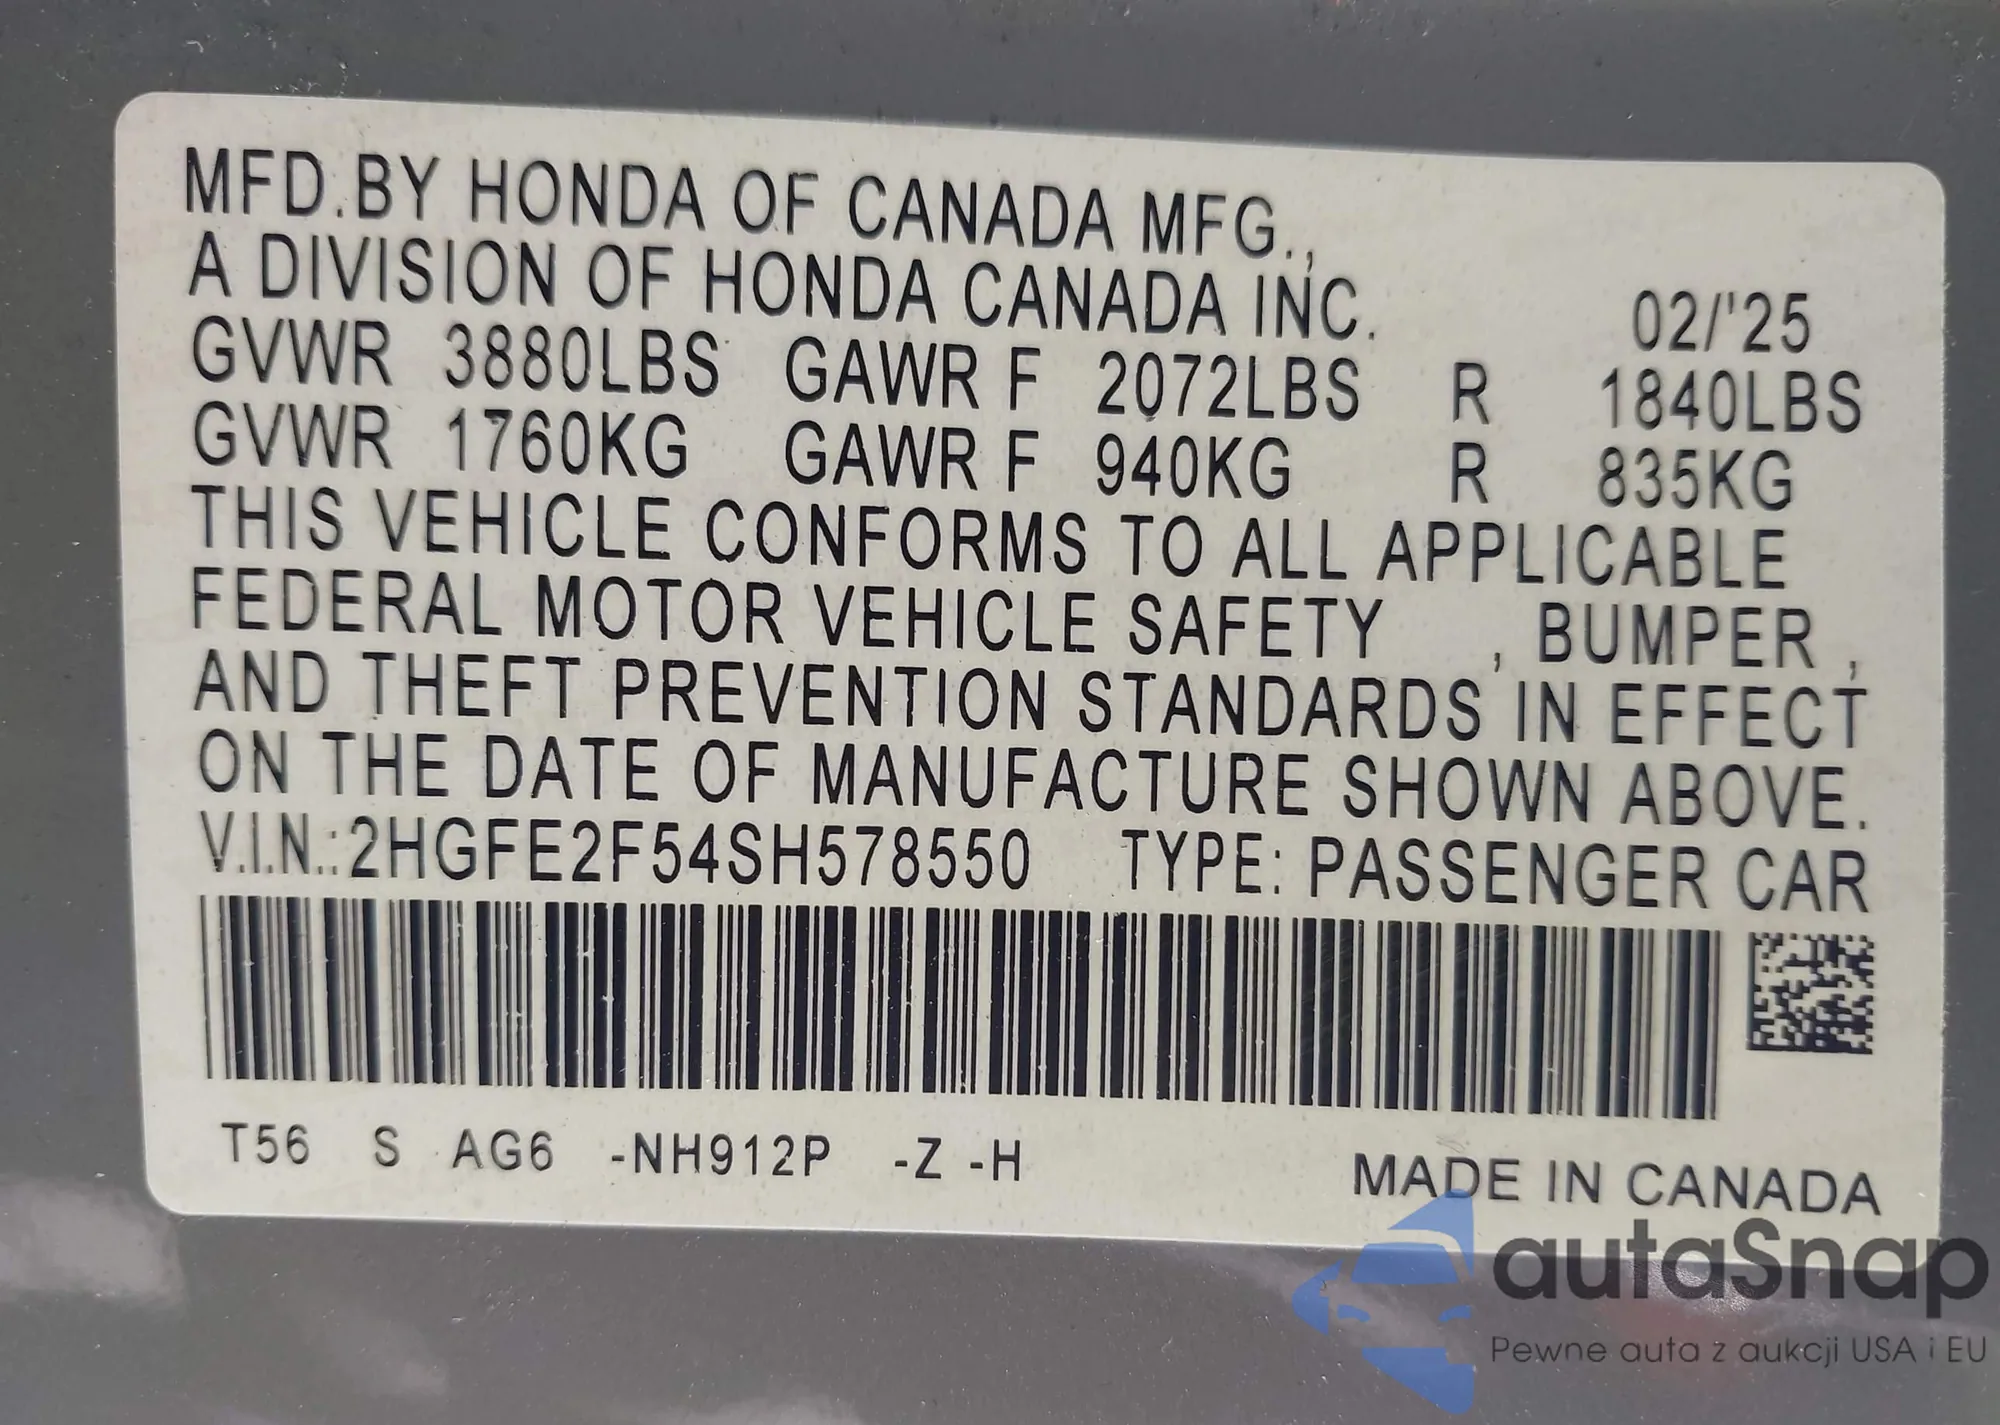 MFD.BY HONDA OF CANADA MFG.,
A DIVISION OF HONDA CANADA INC. 02/'25
GVWR 3880LBS GAWR F 2072LBS R 1840LBS
GVWR 1760KG GAWR F 940KG R 835KG
THIS VEHICLE CONFORMS TO ALL APPLICABLE
FEDERAL MOTOR VEHICLE SAFETY , BUMPER ,
AND THEFT PREVENTION STANDARDS IN EFFECT
ON THE DATE OF MANUFACTURE SHOWN ABOVE.
V.I.N.:2HGFE2F54SH578550 TYPE: PASSENGER CAR
T56 S AG6 -NH912P -Z -H
MADE IN CANADA
autaSnap
Pewne auta z aukcji USA i EU